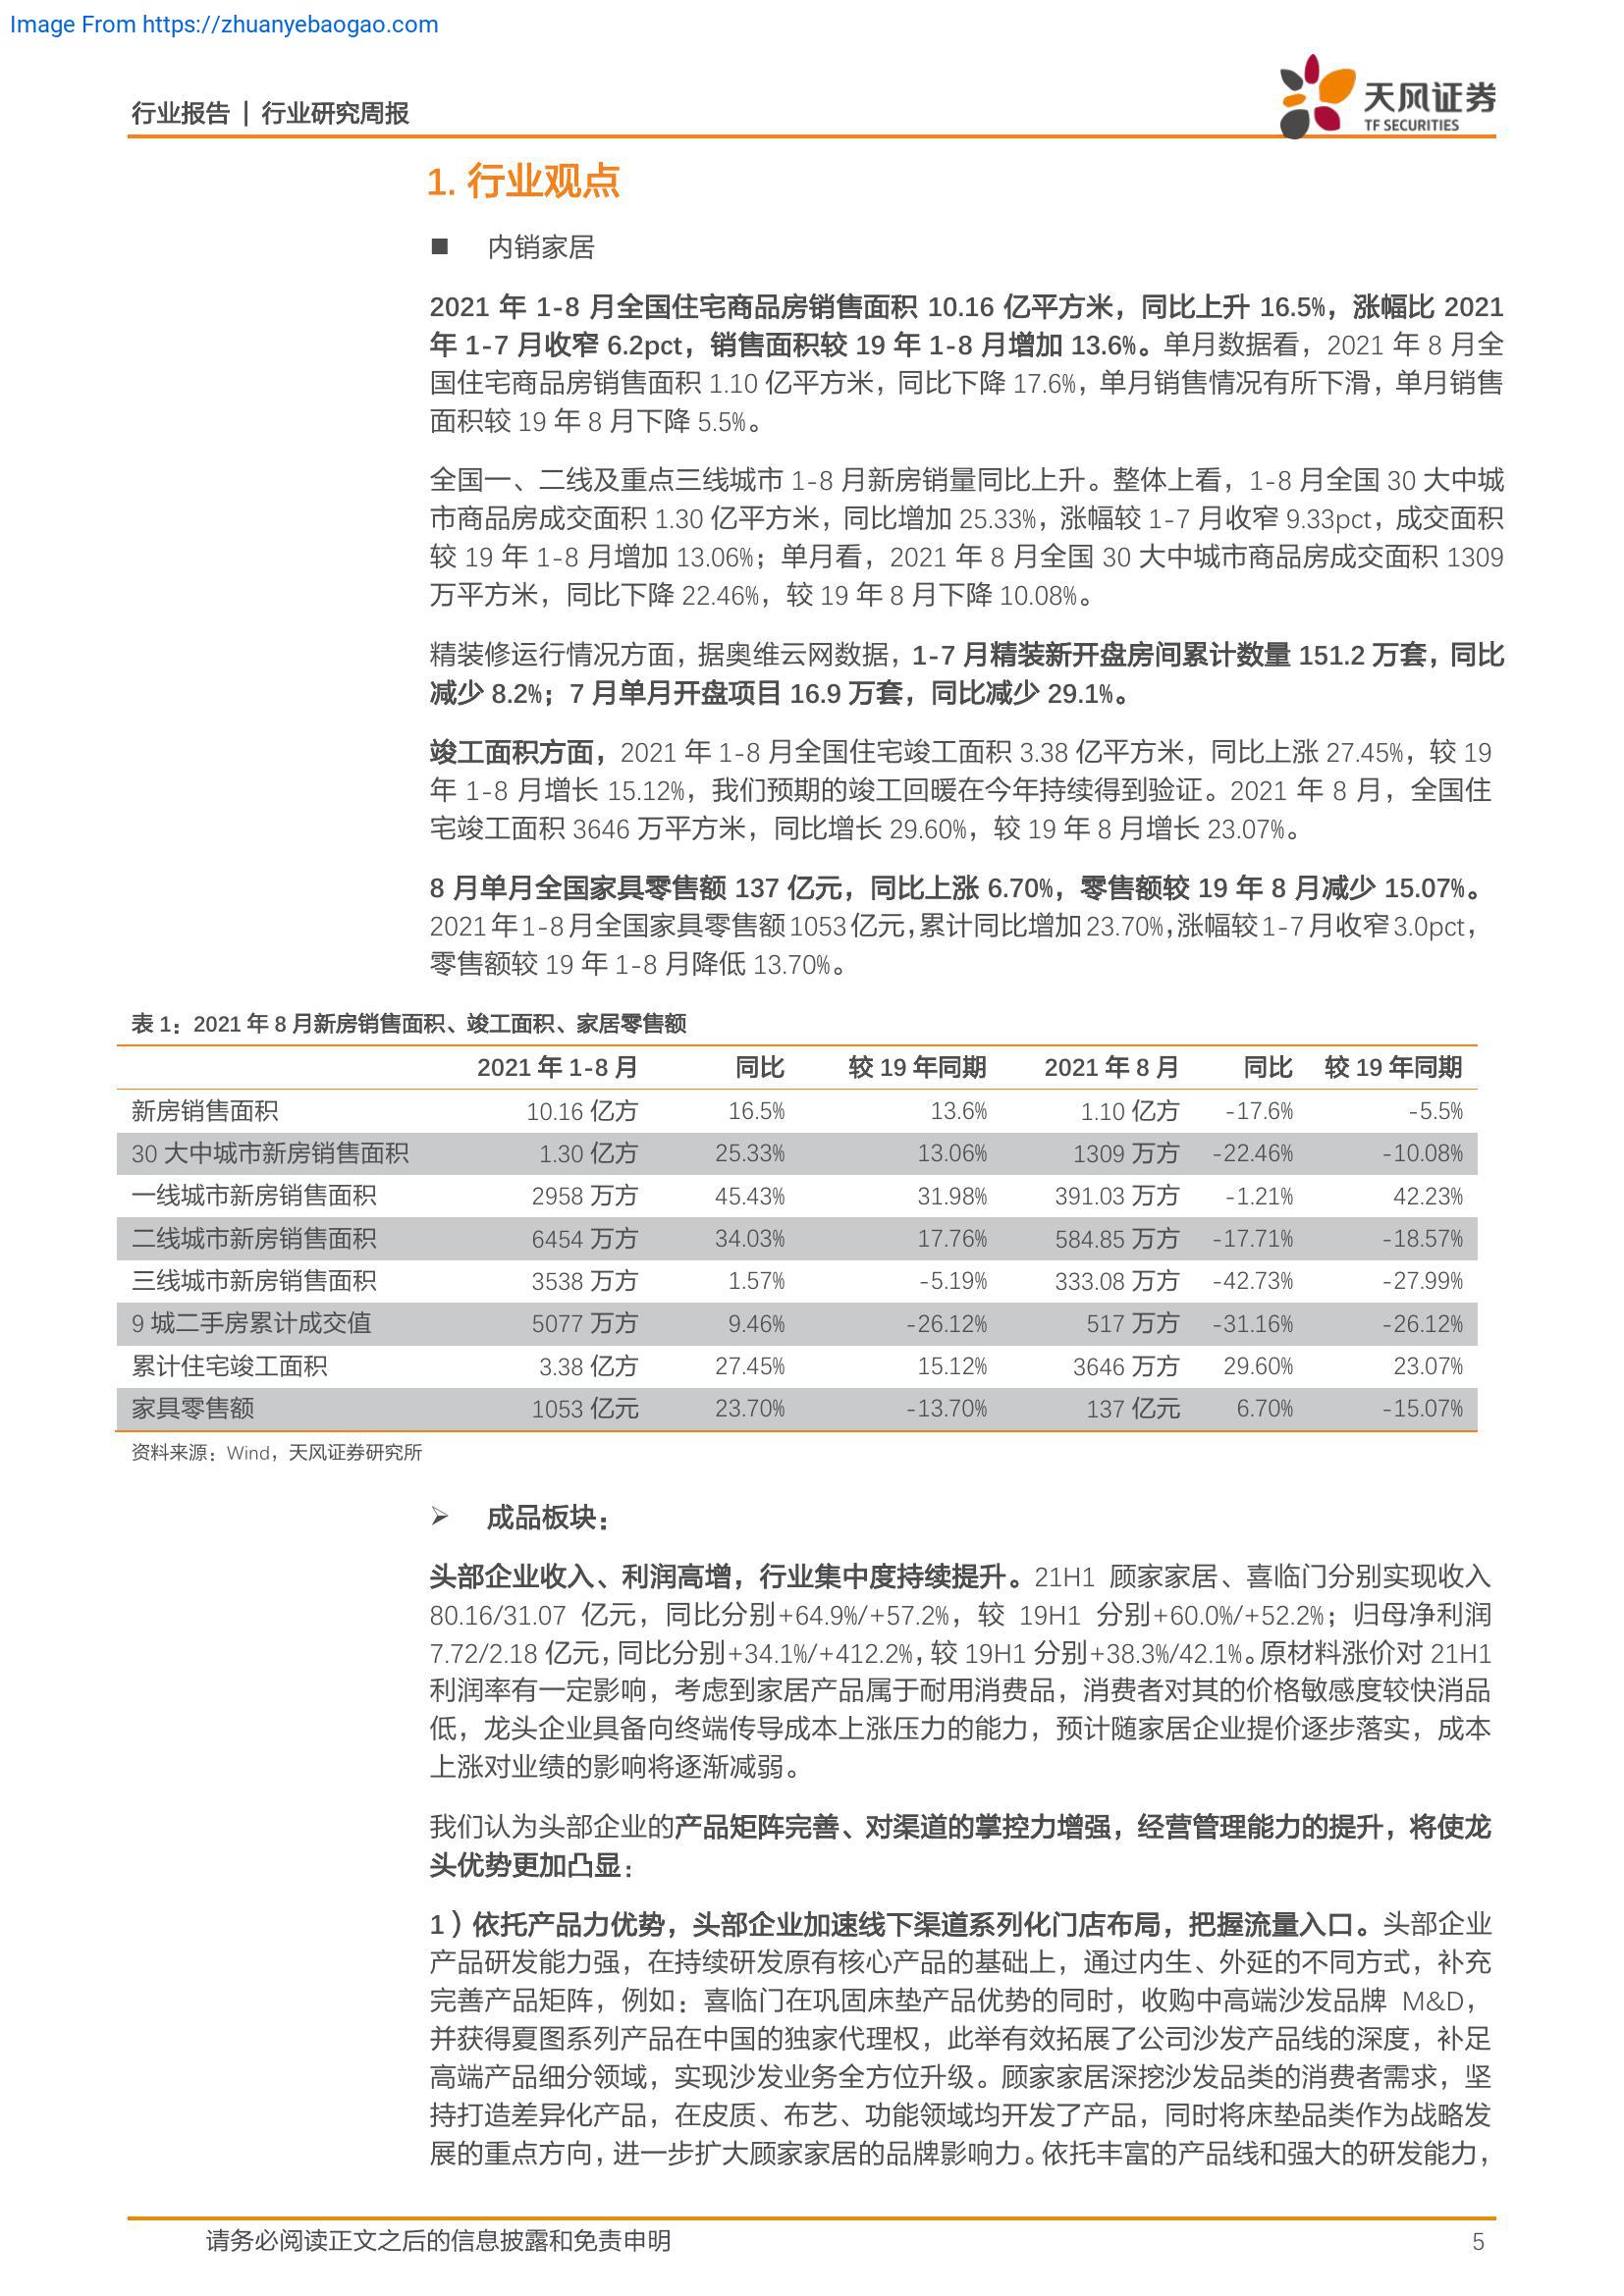 Image From https://zhuanyebaogao.com
行业报告 | 行业研究周报
天风证券
TF SECURITIES
1. 行业观点
■ 内销家居
2021 年 1-8 月全国住宅商品房销售面积 10.16 亿平方米，同比上升 16.5%，涨幅比 2021
年 1-7 月收窄 6.2pct，销售面积较 19 年 1-8 月增加 13.6%。单月数据看，2021 年 8 月全
国住宅商品房销售面积 1.10 亿平方米，同比下降 17.6%，单月销售情况有所下滑，单月销售
面积较 19 年 8 月下降 5.5%。
全国一、二线及重点三线城市 1-8 月新房销量同比上升。整体上看，1-8 月全国 30 大中城
市商品房成交面积 1.30 亿平方米，同比增加 25.33%，涨幅较 1-7 月收窄 9.33pct，成交面积
较 19 年 1-8 月增加 13.06%；单月看，2021 年 8 月全国 30 大中城市商品房成交面积 1309
万平方米，同比下降 22.46%，较 19 年 8 月下降 10.08%。
精装修运行情况方面，据奥维云网数据，1-7 月精装新开盘房间累计数量 151.2 万套，同比
减少 8.2%；7 月单月开盘项目 16.9 万套，同比减少 29.1%。
竣工面积方面，2021 年 1-8 月全国住宅竣工面积 3.38 亿平方米，同比上涨 27.45%，较 19
年 1-8 月增长 15.12%，我们预期的竣工回暖在今年持续得到验证。2021 年 8 月，全国住
宅竣工面积 3646 万平方米，同比增长 29.60%，较 19 年 8 月增长 23.07%。
8 月单月全国家具零售额 137 亿元，同比上涨 6.70%，零售额较 19 年 8 月减少 15.07%。
2021 年 1-8 月全国家具零售额 1053 亿元，累计同比增加 23.70%，涨幅较 1-7 月收窄 3.0pct，
零售额较 19 年 1-8 月降低 13.70%。
表 1：2021 年 8 月新房销售面积、竣工面积、家居零售额
2021 年 1-8 月 同比 较 19 年同期 2021 年 8 月 同比 较 19 年同期
新房销售面积 10.16 亿方 16.5% 13.6% 1.10 亿方 -17.6% -5.5%
30 大中城市新房销售面积 1.30 亿方 25.33% 13.06% 1309 万方 -22.46% -10.08%
一线城市新房销售面积 2958 万方 45.43% 31.98% 391.03 万方 -1.21% 42.23%
二线城市新房销售面积 6454 万方 34.03% 17.76% 584.85 万方 -17.71% -18.57%
三线城市新房销售面积 3538 万方 1.57% -5.19% 333.08 万方 -42.73% -27.99%
9 城二手房累计成交值 5077 万方 9.46% -26.12% 517 万方 -31.16% -26.12%
累计住宅竣工面积 3.38 亿方 27.45% 15.12% 3646 万方 29.60% 23.07%
家具零售额 1053 亿元 23.70% -13.70% 137 亿元 6.70% -15.07%
资料来源：Wind，天风证券研究所
➢ 成品板块：
头部企业收入、利润高增，行业集中度持续提升。21H1 顾家家居、喜临门分别实现收入
80.16/31.07 亿元，同比分别+64.9%/+57.2%，较 19H1 分别+60.0%/+52.2%；归母净利润
7.72/2.18 亿元，同比分别+34.1%/+412.2%，较 19H1 分别+38.3%/42.1%。原材料涨价对 21H1
利润率有一定影响，考虑到家居产品属于耐用消费品，消费者对其的价格敏感度较快消品
低，龙头企业具备向终端传导成本上涨压力的能力，预计随家居企业提价逐步落实，成本
上涨对业绩的影响将逐渐减弱。
我们认为头部企业的产品矩阵完善、对渠道的掌控力增强，经营管理能力的提升，将使龙
头优势更加凸显：
1）依托产品力优势，头部企业加速线下渠道系列化门店布局，把握流量入口。头部企业
产品研发能力强，在持续研发原有核心产品的基础上，通过内生、外延的不同方式，补充
完善产品矩阵，例如：喜临门在巩固床垫产品优势的同时，收购中高端沙发品牌 M&D，
并获得夏图系列产品在中国的独家代理权，此举有效拓展了公司沙发产品线的深度，补足
高端产品细分领域，实现沙发业务全方位升级。顾家家居深挖沙发品类的消费者需求，坚
持打造差异化产品，在皮质、布艺、功能领域均开发了产品，同时将床垫品类作为战略发
展的重点方向，进一步扩大顾家家居的品牌影响力。依托丰富的产品线和强大的研发能力，
请务必阅读正文之后的信息披露和免责申明 5